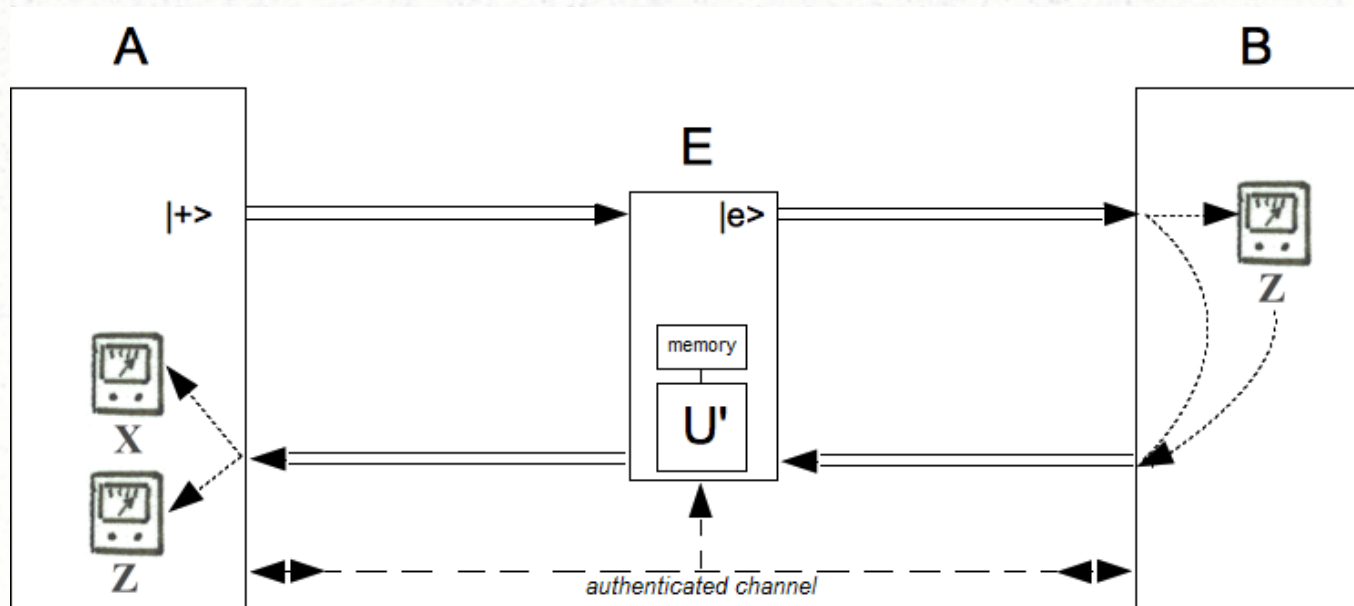 A
B
E
|+>
|e>
Z
memory
U'
X
Z
authenticated channel